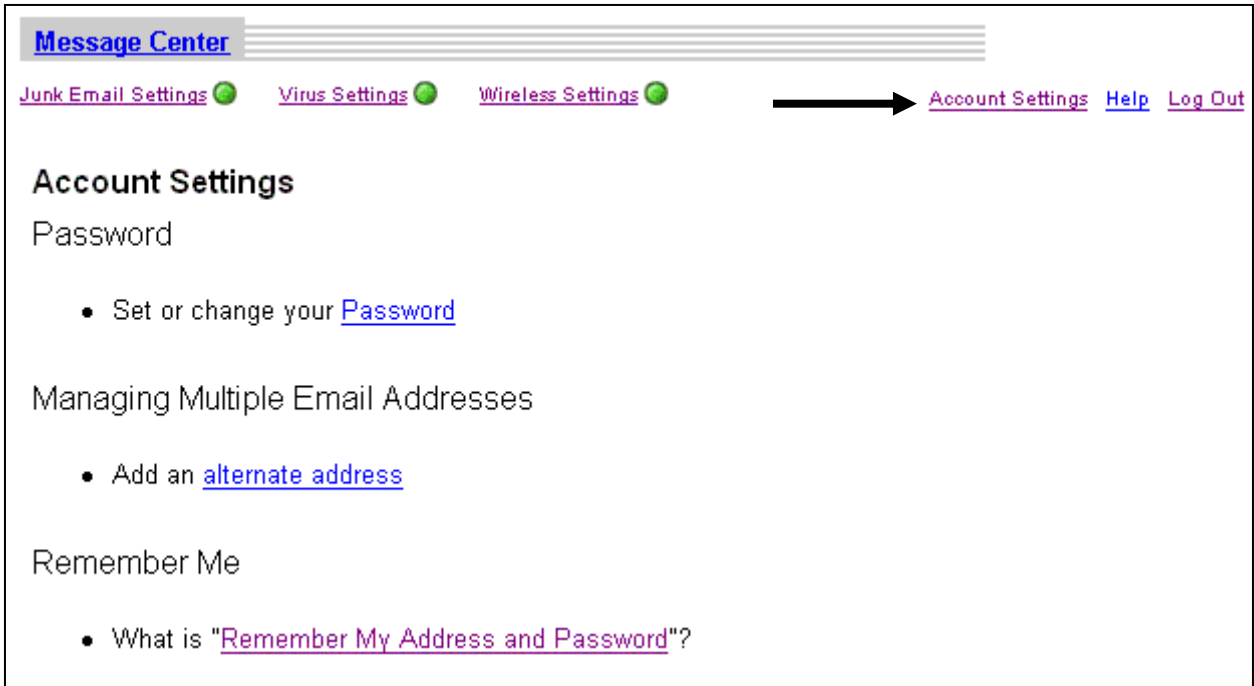 Message Center
Junk Email Settings Virus Settings Wireless Settings Account Settings Help Log Out
Account Settings
Password
• Set or change your Password
Managing Multiple Email Addresses
• Add an alternate address
Remember Me
• What is "Remember My Address and Password"?